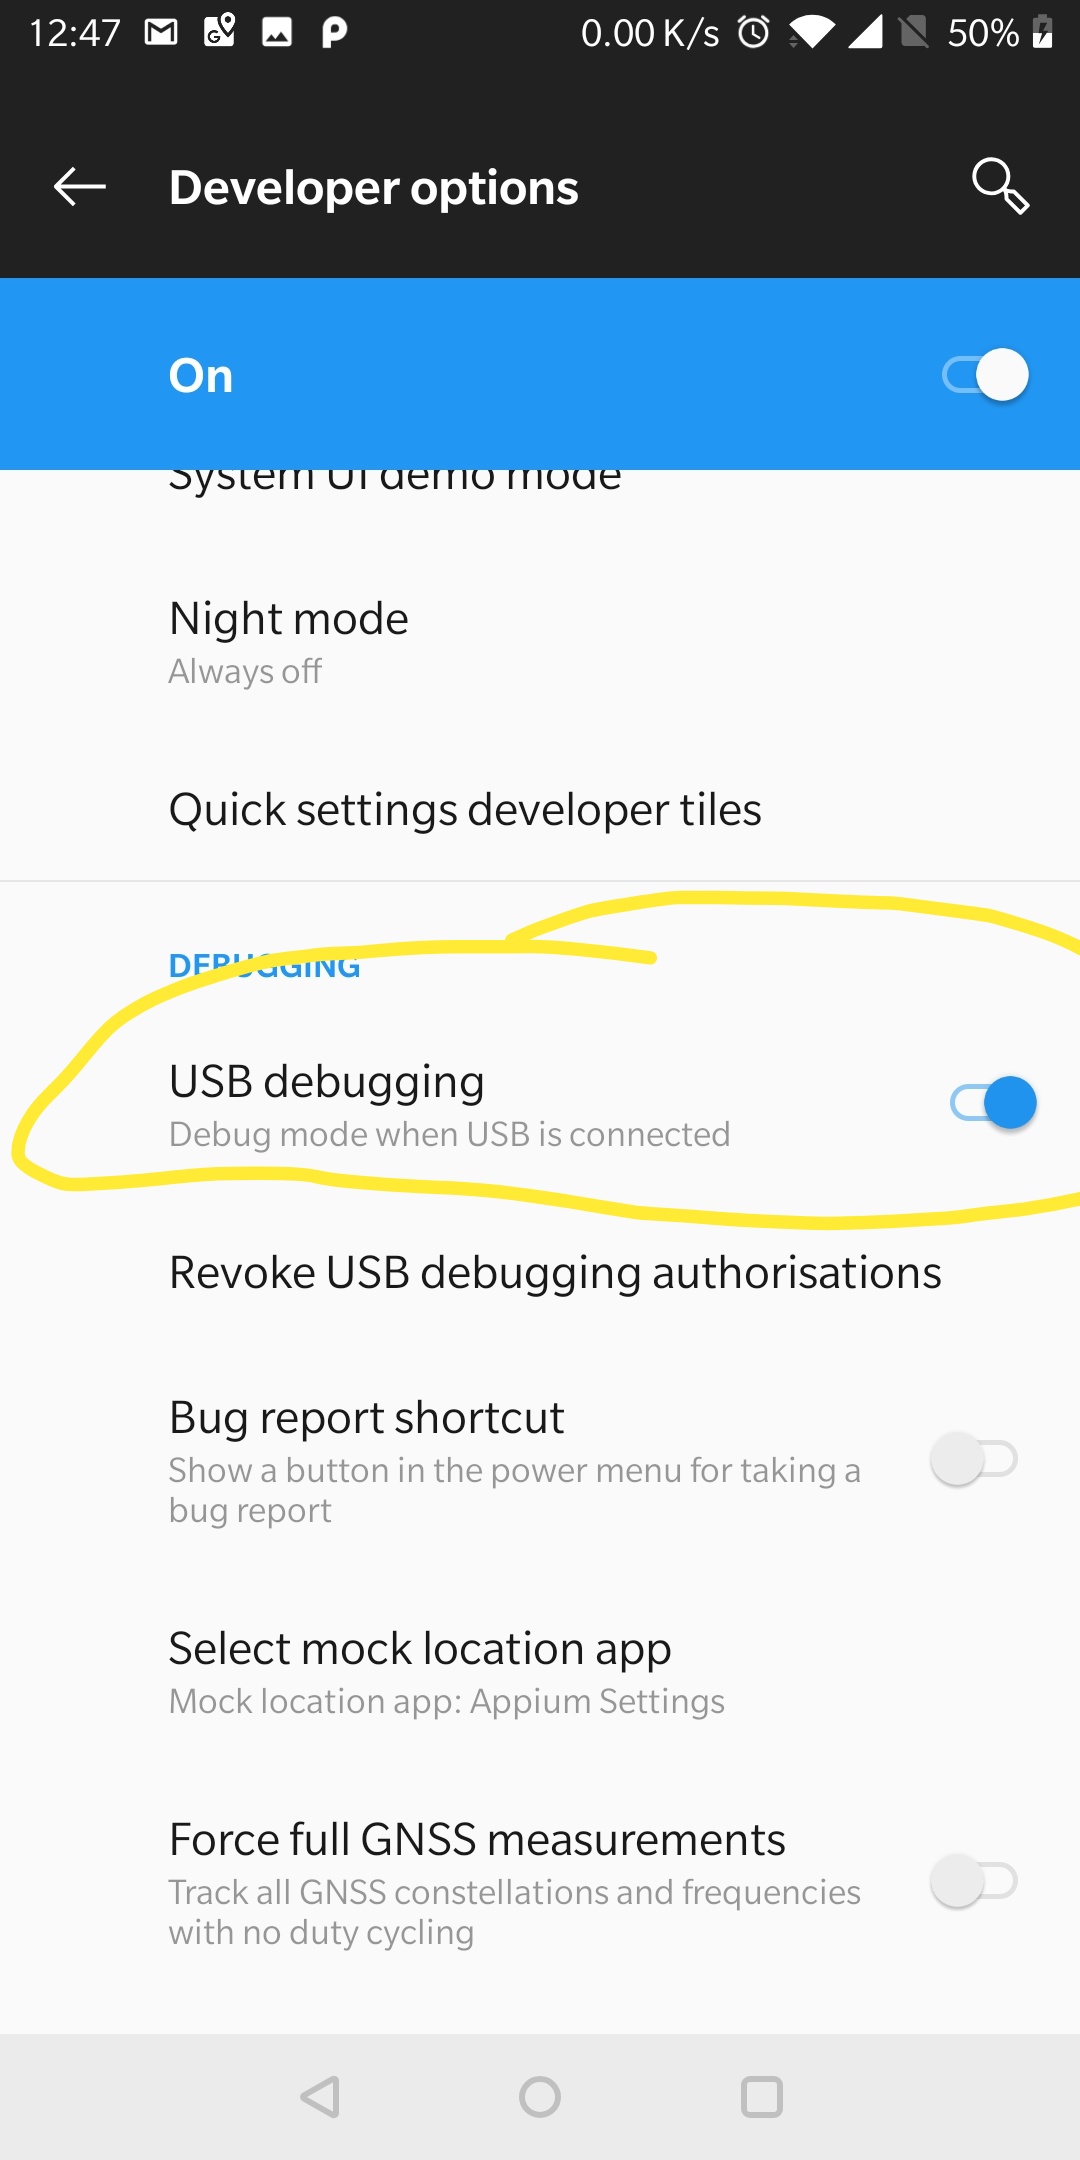 12:47 0.00 K/s 50%
Developer options
On
System UI demo mode
Night mode
Always off
Quick settings developer tiles
DEBUGGING
USB debugging
Debug mode when USB is connected
Revoke USB debugging authorisations
Bug report shortcut
Show a button in the power menu for taking a
bug report
Select mock location app
Mock location app: Appium Settings
Force full GNSS measurements
Track all GNSS constellations and frequencies
with no duty cycling